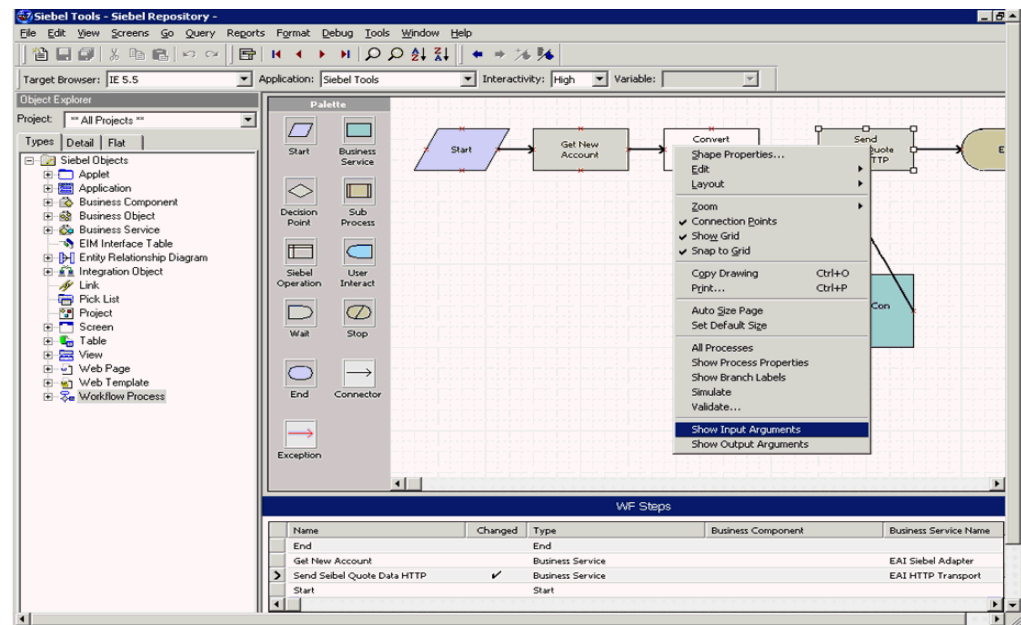 Siebel Tools - Siebel Repository -
File Edit View Screens Go Query Reports Format Debug Tools Window Help
Target Browser: IE 5.5 Application: Siebel Tools Interactivity: High Variable:
Object Explorer
Project: ** All Projects **
Types Detail Flat
Siebel Objects
Applet
Application
Business Component
Business Object
Business Service
EIM Interface Table
Entity Relationship Diagram
Integration Object
Link
Pick List
Project
Screen
Table
View
Web Page
Web Template
Workflow Process
Palette
Start
Business Service
Decision Point
Sub Process
Siebel Operation
User Interact
Wait
Stop
End
Connector
Exception
Start
Get New
Account
Convert
Send
Quote
TTP
E
Con
Shape Properties...
Edit
Layout
Zoom
Connection Points
Show Grid
Snap to Grid
Copy Drawing Ctrl+O
Print... Ctrl+P
Auto Size Page
Set Default Size
All Processes
Show Process Properties
Show Branch Labels
Simulate
Validate...
Show Input Arguments
Show Output Arguments
WF Steps
Name Changed Type Business Component Business Service Name
End End
Get New Account Business Service EAI Siebel Adapter
Send Seibel Quote Data HTTP Business Service EAI HTTP Transport
Start Start